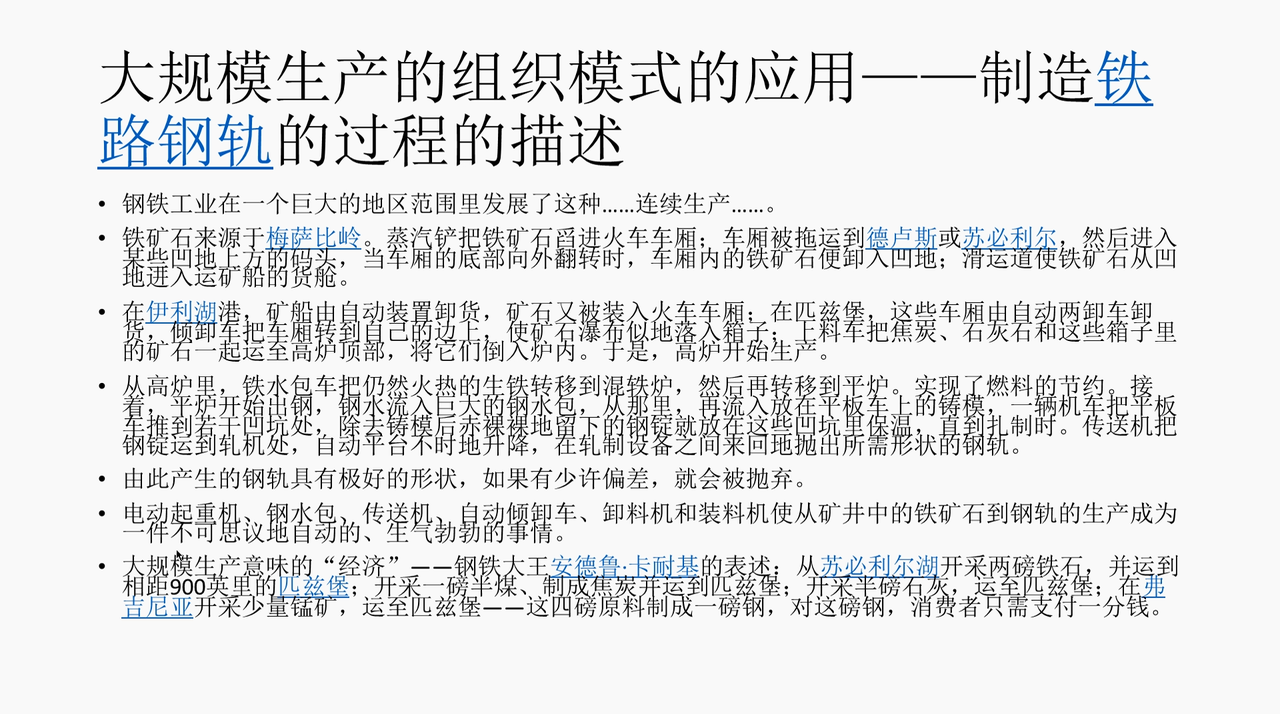 大规模生产的组织模式的应用——制造铁
路钢轨的过程的描述
• 钢铁工业在一个巨大的地区范围里发展了这种……连续生产……。
• 铁矿石来源于梅萨比岭。蒸汽铲把铁矿石舀进火车车厢；车厢被拖运到德卢斯或苏必利尔，然后进入
某些凹地上方的码头，当车厢的底部向外翻转时，车厢内的铁矿石便卸入凹地；滑运道使铁矿石从凹
地进入运矿船的货舱。
• 在伊利湖港，矿船由自动装置卸货，矿石又被装入火车车厢；在匹兹堡，这些车厢由自动两卸车卸
货，倾卸车把车厢转到自己的边上，使矿石瀑布似地落入箱子；上料车把焦炭、石灰石和这些箱子里
的矿石一起运至高炉顶部，将它们倒入炉内。于是，高炉开始生产。
• 从高炉里，铁水包车把仍然火热的生铁转移到混铁炉，然后再转移到平炉。实现了燃料的节约。接
着，平炉开始出钢，钢水流入巨大的钢水包，从那里，再流入放在平板车上的铸模，一辆机车把平板
车推到若干凹坑处，除去铸模后赤裸裸地留下的钢锭就放在这些凹坑里保温，直到扎制时。传送机把
钢锭运到轧机处，自动平台不时地升降，在轧制设备之间来回地抛出所需形状的钢轨。
• 由此产生的钢轨具有极好的形状，如果有少许偏差，就会被抛弃。
• 电动起重机、钢水包、传送机、自动倾卸车、卸料机和装料机使从矿井中的铁矿石到钢轨的生产成为
一件不可思议地自动的、生气勃勃的事情。
• 大规模生产意味的“经济”——钢铁大王安德鲁·卡耐基的表述：从苏必利尔湖开采两磅铁石，并运到
相距900英里的匹兹堡；开采一磅半煤、制成焦炭并运到匹兹堡；开采半磅石灰，运至匹兹堡；在弗
吉尼亚开采少量锰矿，运至匹兹堡——这四磅原料制成一磅钢，对这磅钢，消费者只需支付一分钱。